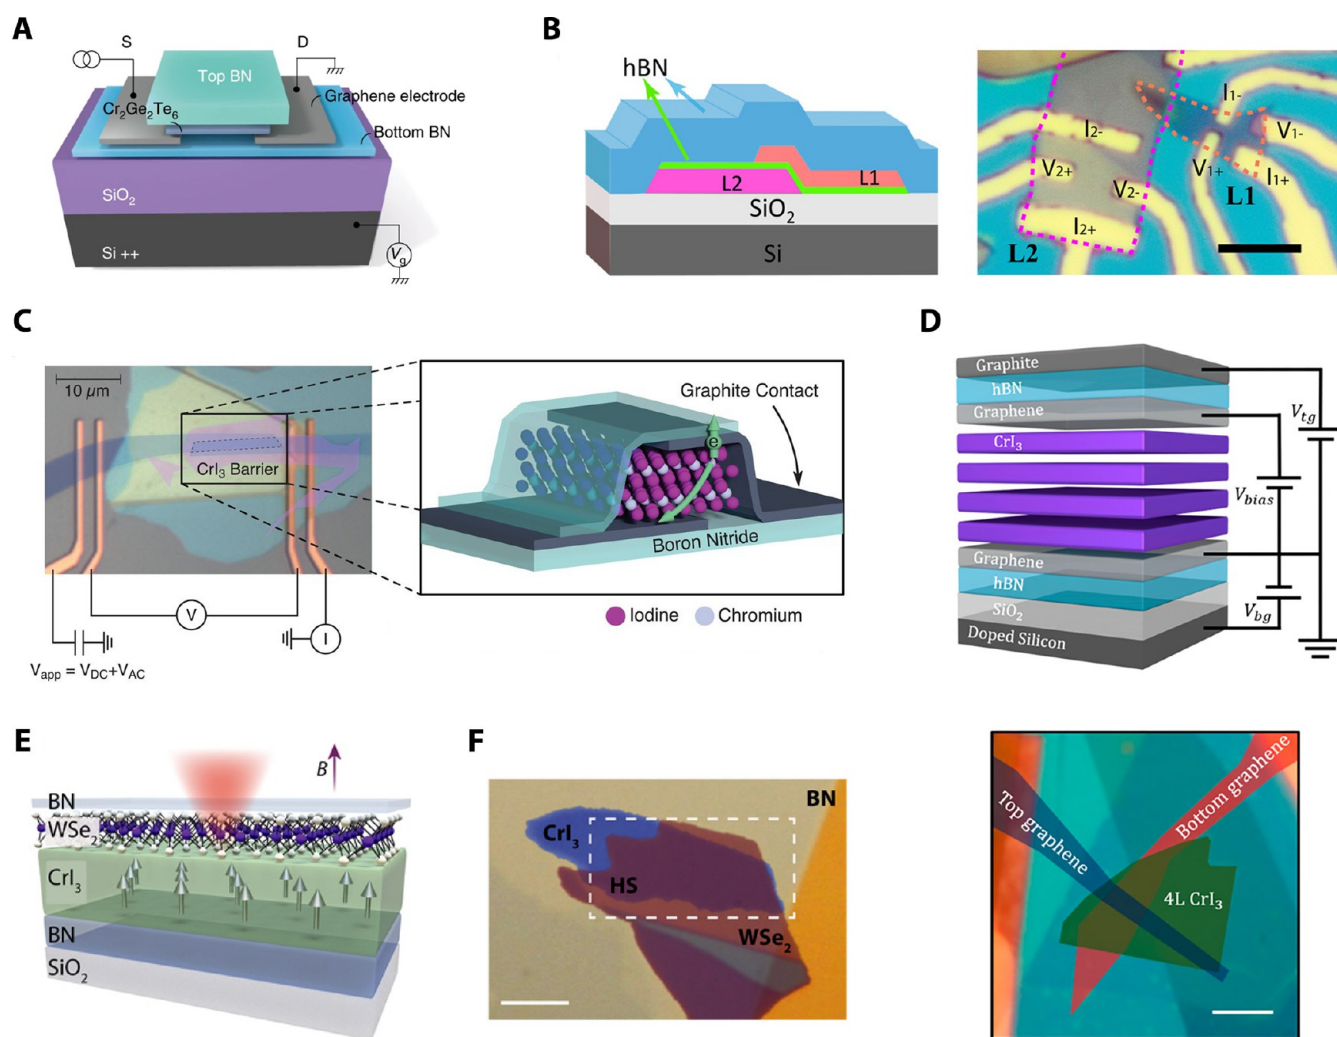 A
S
D
Top BN
Cr2Ge2Te6
Graphene electrode
Bottom BN
SiO2
Si ++
Vg
B
hBN
L2
L1
SiO2
Si
I1-
I2-
V1-
V2+
V2-
V1+
I1+
L1
I2+
L2
C
10 µm
CrI3 Barrier
Graphite Contact
e
Boron Nitride
Iodine
Chromium
V
I
Vapp = VDC+VAC
D
Graphite
hBN
Graphene
CrI3
Graphene
hBN
SiO2
Doped Silicon
Vtg
Vbias
Vbg
E
B
BN
WSe2
CrI3
BN
SiO2
F
BN
CrI3
HS
WSe2
Top graphene
Bottom graphene
4L CrI3